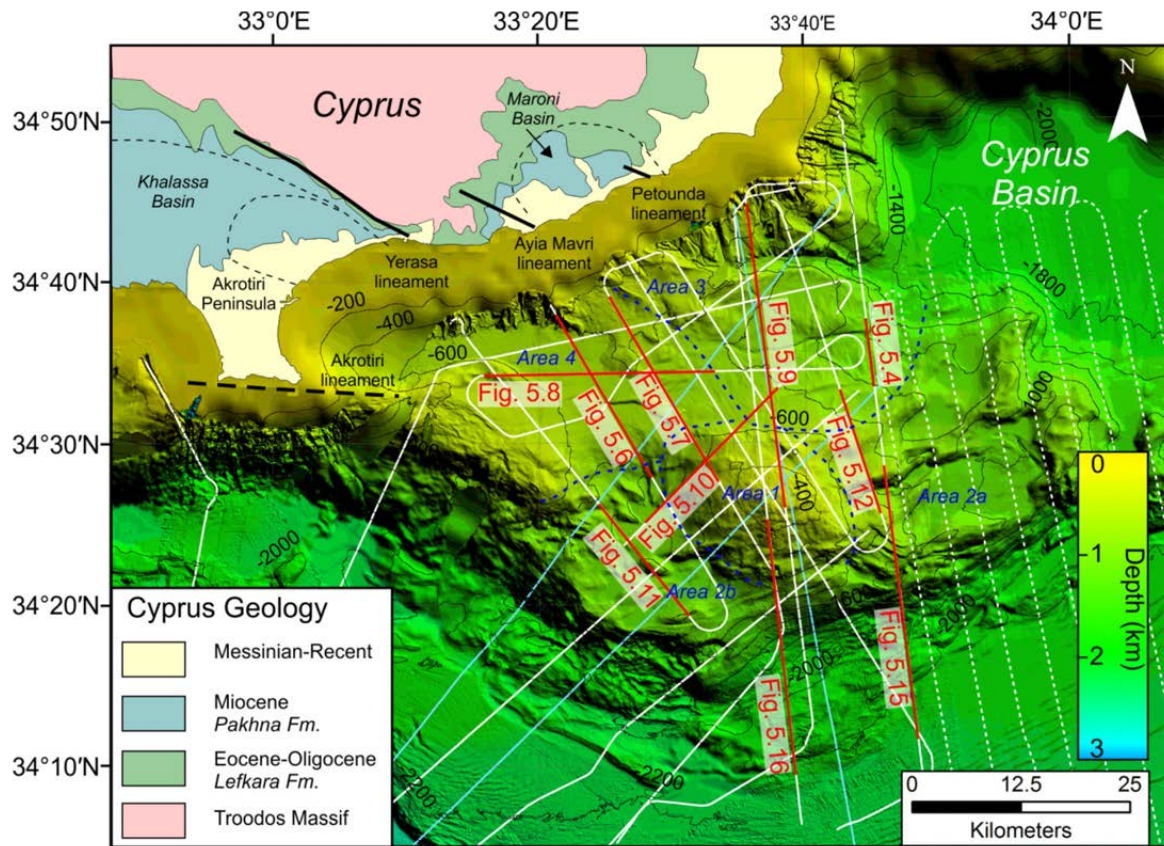 33°0′E
33°20′E
33°40′E
34°0′E
34°50′N
34°40′N
34°30′N
34°20′N
34°10′N
N
Cyprus
Maroni
Basin
Khalassa
Basin
Cyprus
Basin
Petounda
lineament
Ayia Mavri
lineament
Yerasa
lineament
Akrotiri
Peninsula
Akrotiri
lineament
-200
-400
-600
-2000
-1400
-1800
-1000
Area 3
Area 4
Area 1
Area 2a
Area 2b
Fig. 5.8
Fig. 5.6
Fig. 5.7
Fig. 5.9
Fig. 5.4
Fig. 5.10
Fig. 5.12
Fig. 5.11
Fig. 5.15
Fig. 5.16
-600
-400
-2000
-2000
-2000
-2200
-2200
Cyprus Geology
Messinian-Recent
Miocene
Pakhna Fm.
Eocene-Oligocene
Lefkara Fm.
Troodos Massif
0
-1
-2
3
Depth (km)
0 12.5 25
Kilometers